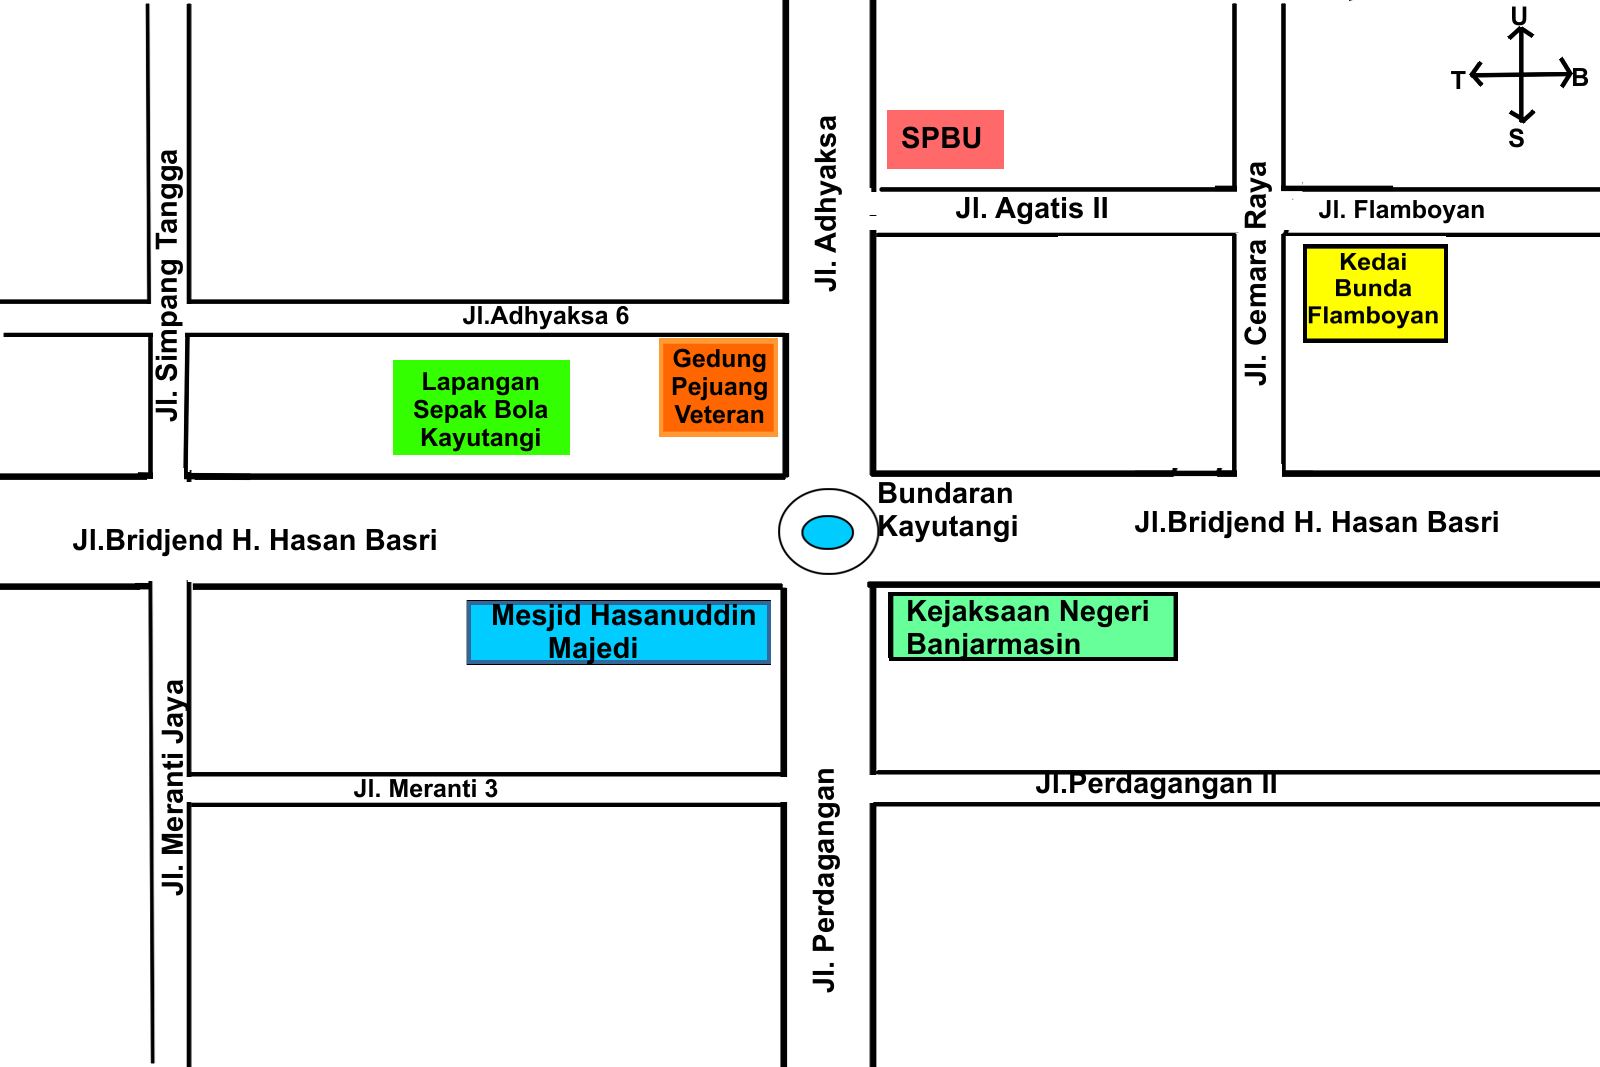 U
T
B
S
SPBU
Jl. Adhyaksa
Jl. Simpang Tangga
Jl. Agatis II
Jl. Cemara Raya
Jl. Flamboyan
Kedai
Bunda
Flamboyan
Jl.Adhyaksa 6
Lapangan
Sepak Bola
Kayutangi
Gedung
Pejuang
Veteran
Bundaran
Kayutangi
Jl.Bridjend H. Hasan Basri
Jl.Bridjend H. Hasan Basri
Mesjid Hasanuddin
Majedi
Kejaksaan Negeri
Banjarmasin
Jl. Meranti Jaya
Jl. Meranti 3
Jl. Perdagangan
Jl.Perdagangan II